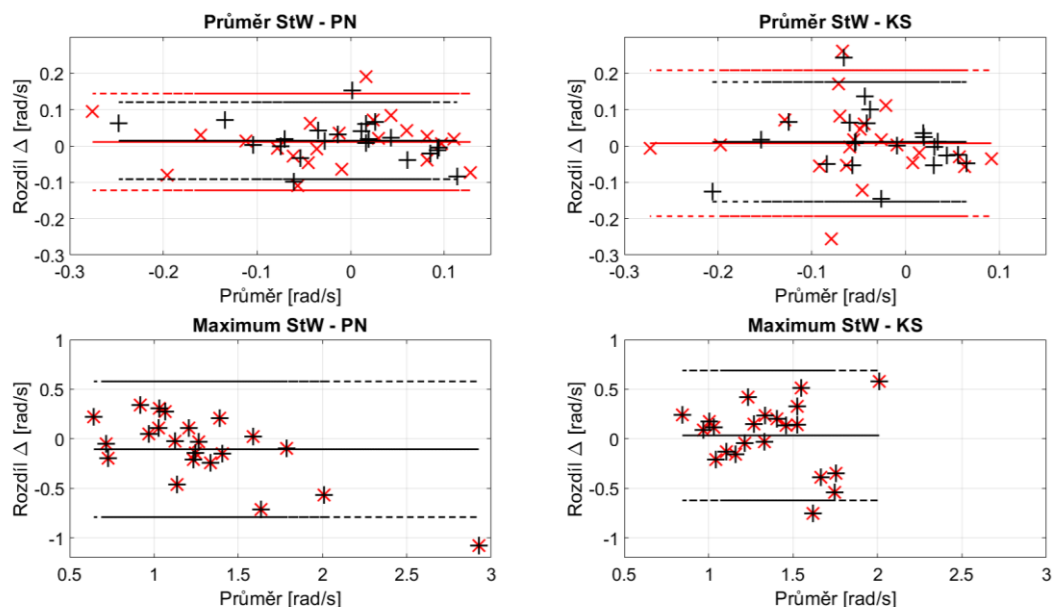 Průměr StW - PN
Rozdíl Δ [rad/s]
0.2
0.1
0
-0.1
-0.2
-0.3
-0.3 -0.2 -0.1 0 0.1
Průměr [rad/s]
Průměr StW - KS
Rozdíl Δ [rad/s]
0.2
0.1
0
-0.1
-0.2
-0.3
-0.3 -0.2 -0.1 0 0.1
Průměr [rad/s]
Maximum StW - PN
Rozdíl Δ [rad/s]
1
0.5
0
-0.5
-1
0.5 1 1.5 2 2.5 3
Průměr [rad/s]
Maximum StW - KS
Rozdíl Δ [rad/s]
1
0.5
0
-0.5
-1
0.5 1 1.5 2 2.5 3
Průměr [rad/s]